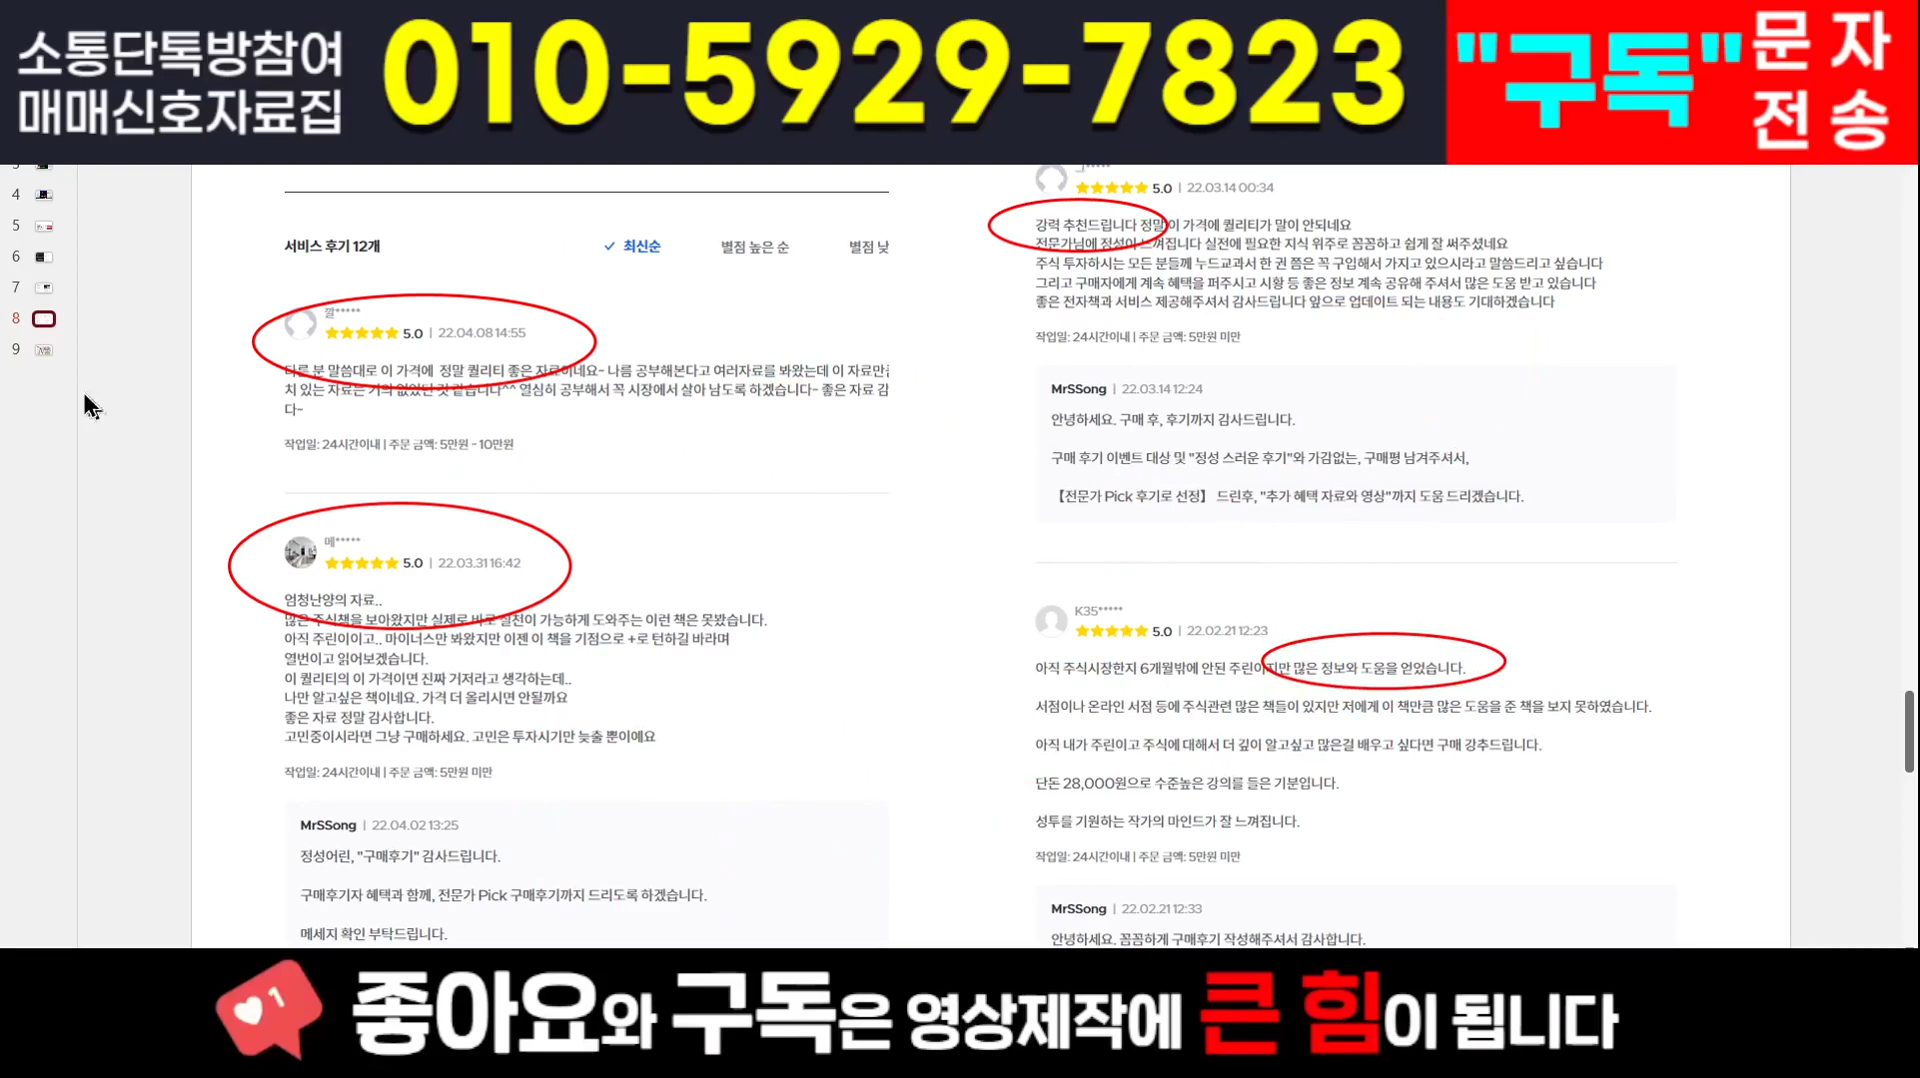 소통단톡방참여
매매신호자료집
010-5929-7823
"구독"
문자
전송
4
5
6
7
8
9
서비스 후기 12개
✓ 최신순
별점 높은 순
별점 낮
깔*****
5.0 | 22.04.08 14:55
다른 분 말씀대로 이 가격에 정말 퀄리티 좋은 자료이네요~ 나름 공부해본다고 여러자료를 봐왔는데 이 자료만큼
치 있는 자료는 거의 없었던 것 같습니다^^ 열심히 공부해서 꼭 시장에서 살아 남도록 하겠습니다~ 좋은 자료 감
다~
작업일: 24시간이내 | 주문 금액: 5만원 ~ 10만원
메*****
5.0 | 22.03.31 16:42
엄청난양의 자료..
많은 주식책을 보아왔지만 실제로 바로 실천이 가능하게 도와주는 이런 책은 못봤습니다.
아직 주린이이고.. 마이너스만 봐왔지만 이젠 이 책을 기점으로 +로 턴하길 바라며
열번이고 읽어보겠습니다.
이 퀄리티의 이 가격이면 진짜 거저라고 생각하는데..
나만 알고싶은 책이네요. 가격 더 올리시면 안될까요
좋은 자료 정말 감사합니다.
고민중이시라면 그냥 구매하세요. 고민은 투자시기만 늦출 뿐이예요
작업일: 24시간이내 | 주문 금액: 5만원 미만
MrSSong | 22.04.02 13:25
정성어린, "구매후기" 감사드립니다.
구매후기자 혜택과 함께, 전문가 Pick 구매후기까지 드리도록 하겠습니다.
메세지 확인 부탁드립니다.
5.0 | 22.03.14 00:34
강력 추천드립니다 정말 이 가격에 퀄리티가 말이 안되네요
전문가님에 정성이 느껴집니다 실전에 필요한 지식 위주로 꼼꼼하고 쉽게 잘 써주셨네요
주식 투자하시는 모든 분들께 누드교과서 한 권 쯤은 꼭 구입해서 가지고 있으시라고 말씀드리고 싶습니다
그리고 구매자에게 계속 혜택을 퍼주시고 시황 등 좋은 정보 계속 공유해 주셔서 많은 도움 받고 있습니다
좋은 전자책과 서비스 제공해주셔서 감사드립니다 앞으로 업데이트 되는 내용도 기대하겠습니다
작업일: 24시간이내 | 주문 금액: 5만원 미만
MrSSong | 22.03.14 12:24
안녕하세요. 구매 후, 후기까지 감사드립니다.
구매 후기 이벤트 대상 및 "정성 스러운 후기"와 가감없는, 구매평 남겨주셔서,
【전문가 Pick 후기로 선정】 드린후, "추가 혜택 자료와 영상"까지 도움 드리겠습니다.
K35*****
5.0 | 22.02.21 12:23
아직 주식시장한지 6개월밖에 안된 주린이지만 많은 정보와 도움을 얻었습니다.
서점이나 온라인 서점 등에 주식관련 많은 책들이 있지만 저에게 이 책만큼 많은 도움을 준 책을 보지 못하였습니다.
아직 내가 주린이고 주식에 대해서 더 깊이 알고싶고 많은걸 배우고 싶다면 구매 강추드립니다.
단돈 28,000원으로 수준높은 강의를 들은 기분입니다.
성투를 기원하는 작가의 마인드가 잘 느껴집니다.
작업일: 24시간이내 | 주문 금액: 5만원 미만
MrSSong | 22.02.21 12:33
안녕하세요. 꼼꼼하게 구매후기 작성해주셔서 감사합니다.
1
좋아요와 구독은 영상제작에 큰 힘이 됩니다